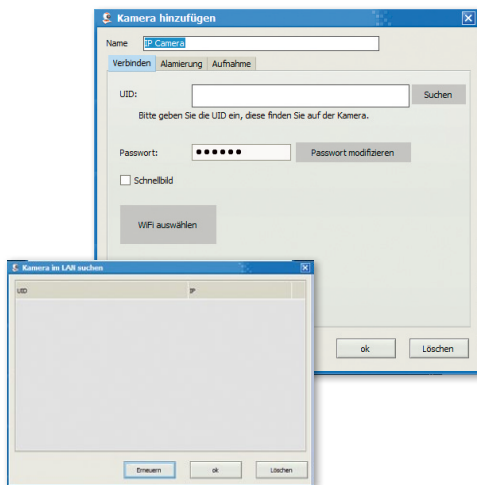 Kamera hinzufügen
Name IP Camera
Verbinden Alamierung Aufnahme
UID: Suchen
Bitte geben Sie die UID ein, diese finden Sie auf der Kamera.
Passwort: ●●●●●● Passwort modifizieren
Schnellbild
WiFi auswählen
ok Löschen
Kamera im LAN suchen
UID IP
Erneuern ok Löschen